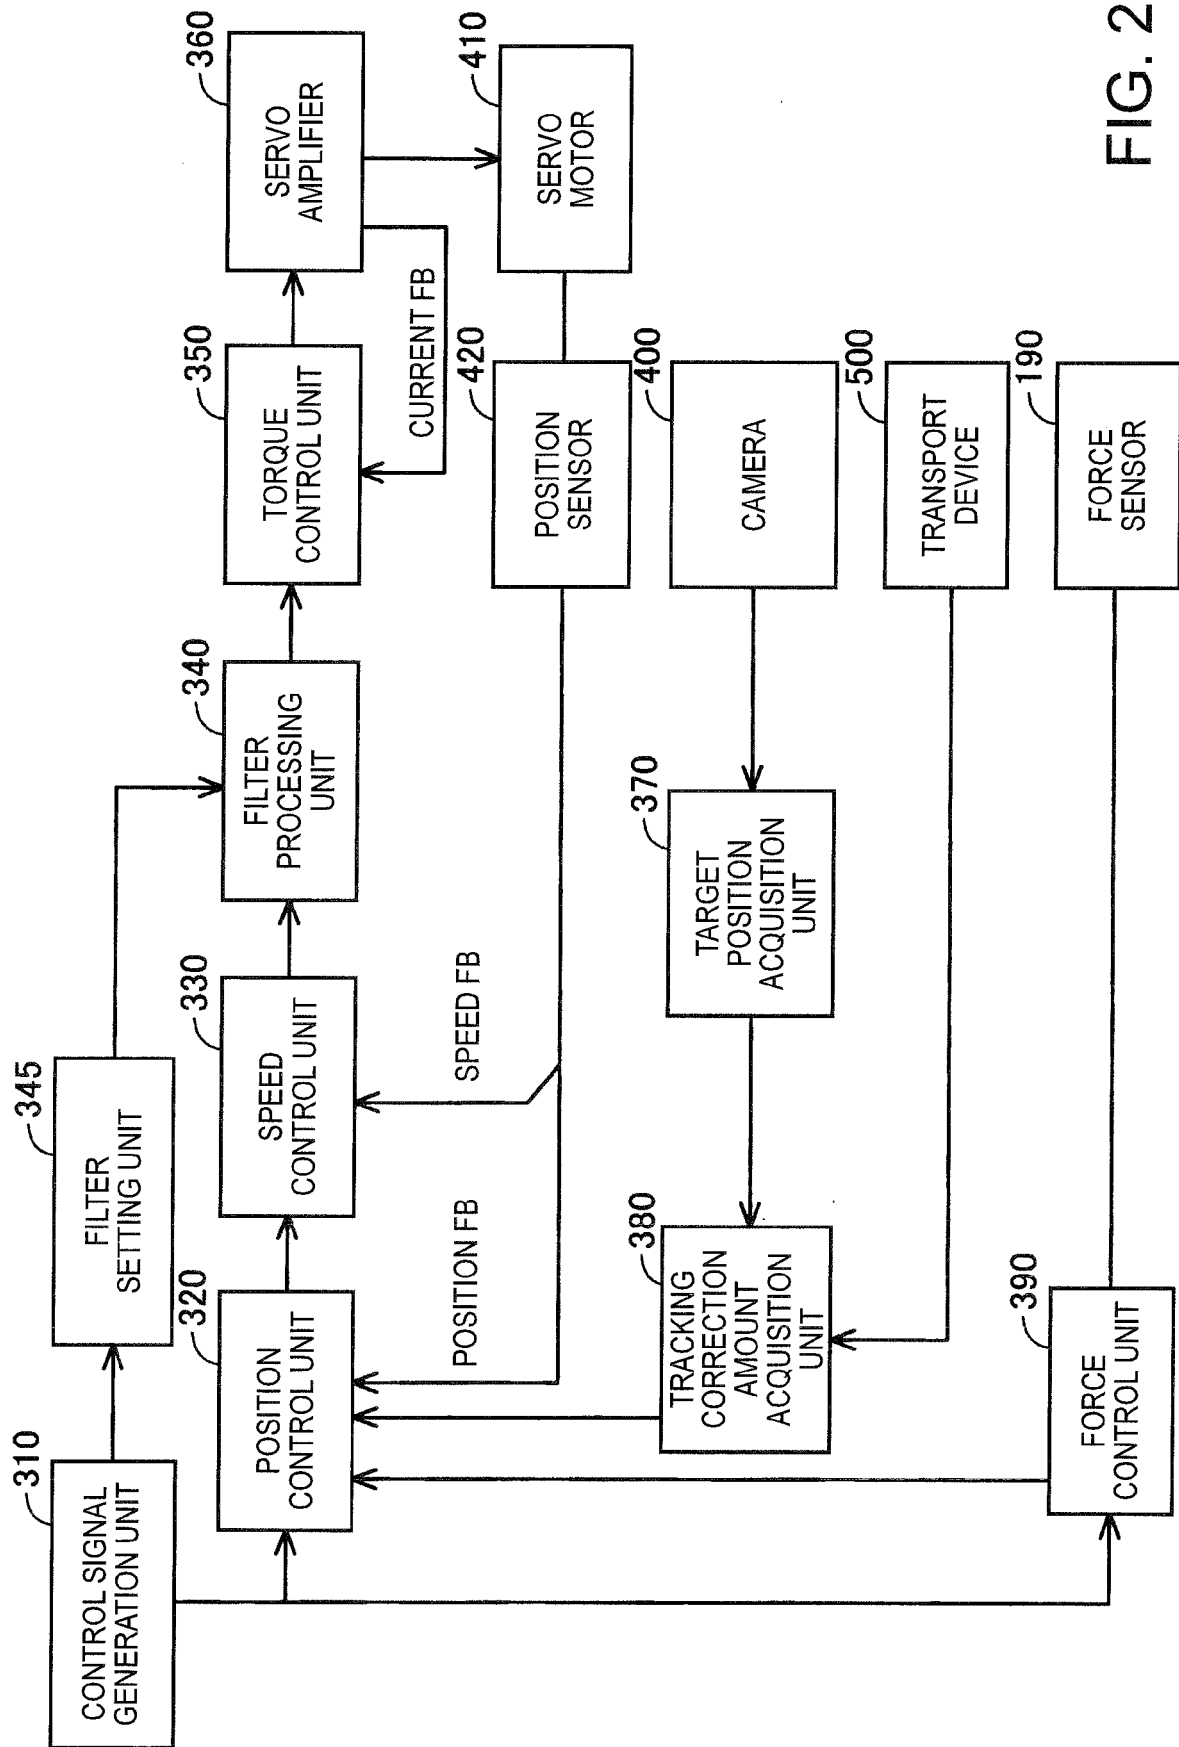 310
CONTROL SIGNAL
GENERATION UNIT
345
FILTER
SETTING UNIT
320
POSITION
CONTROL UNIT
330
SPEED
CONTROL UNIT
340
FILTER
PROCESSING
UNIT
350
TORQUE
CONTROL UNIT
360
SERVO
AMPLIFIER
CURRENT FB
POSITION FB
SPEED FB
420
POSITION
SENSOR
410
SERVO
MOTOR
380
TRACKING
CORRECTION
AMOUNT
ACQUISITION
UNIT
370
TARGET
POSITION
ACQUISITION
UNIT
400
CAMERA
500
TRANSPORT
DEVICE
390
FORCE
CONTROL UNIT
190
FORCE
SENSOR
FIG. 2